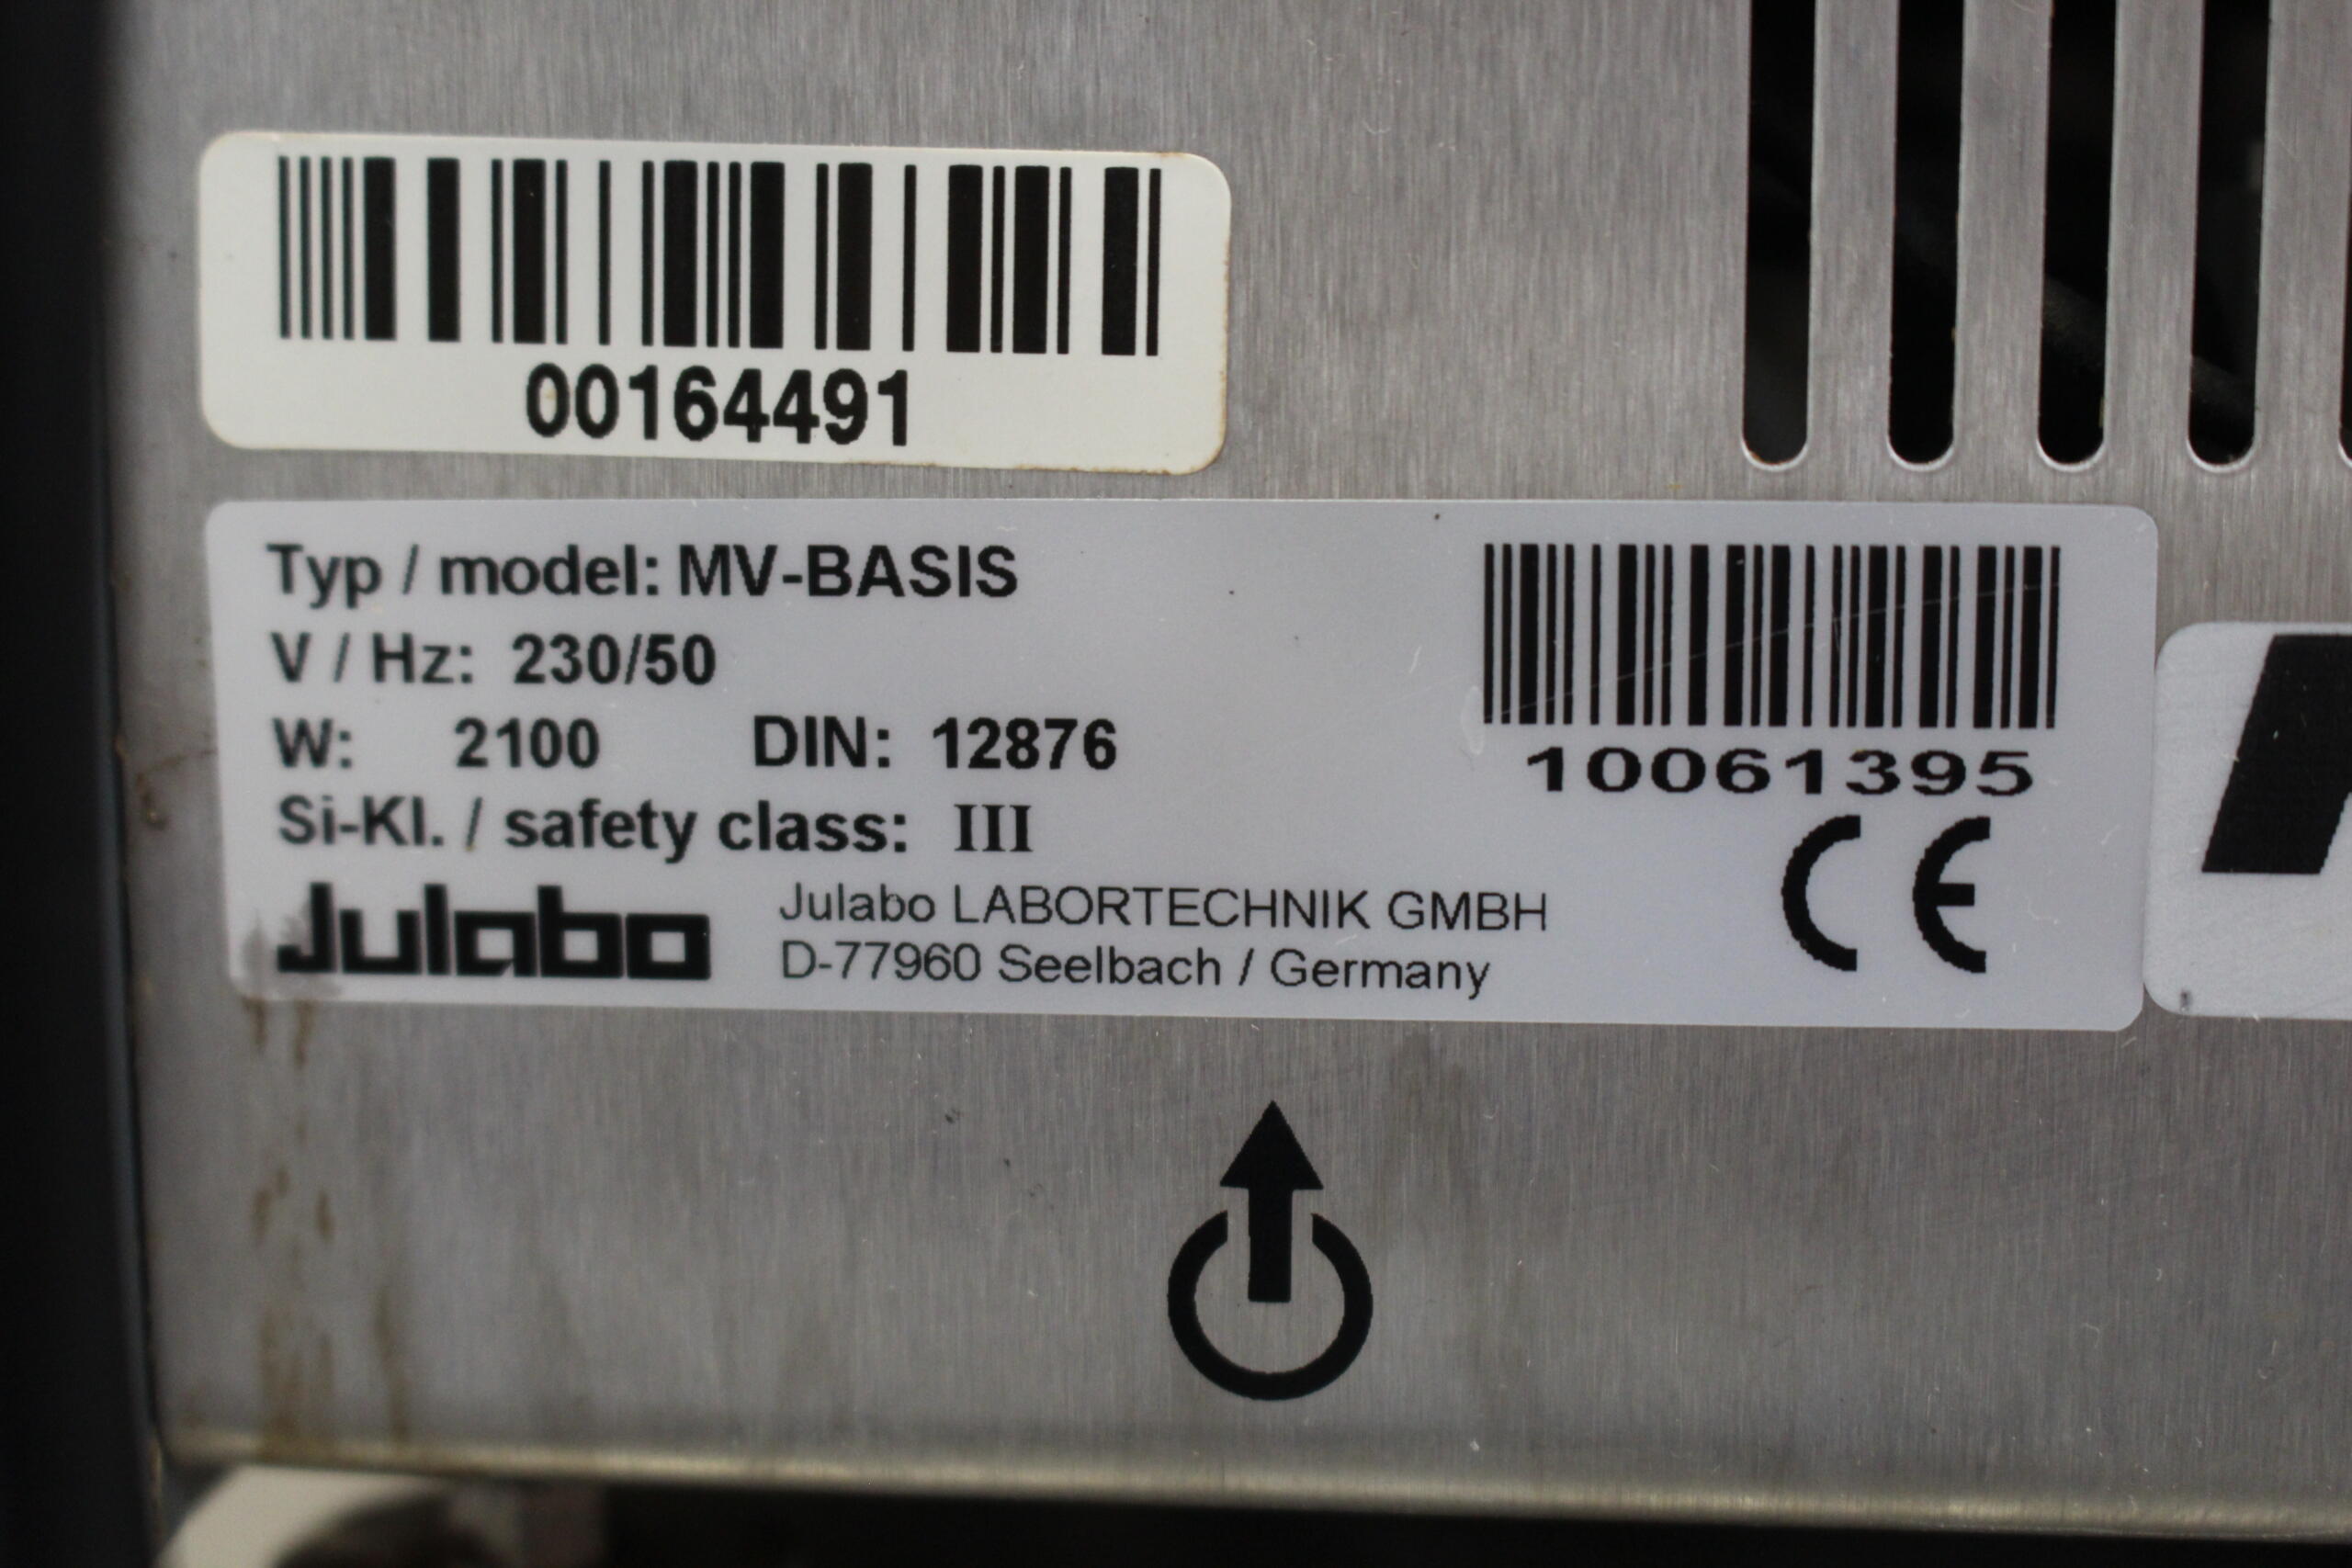 00164491
Typ / model: MV-BASIS
V / Hz: 230/50
W: 2100 DIN: 12876
Si-Kl. / safety class: III
10061395
CE
Julabo
Julabo LABORTECHNIK GMBH
D-77960 Seelbach / Germany